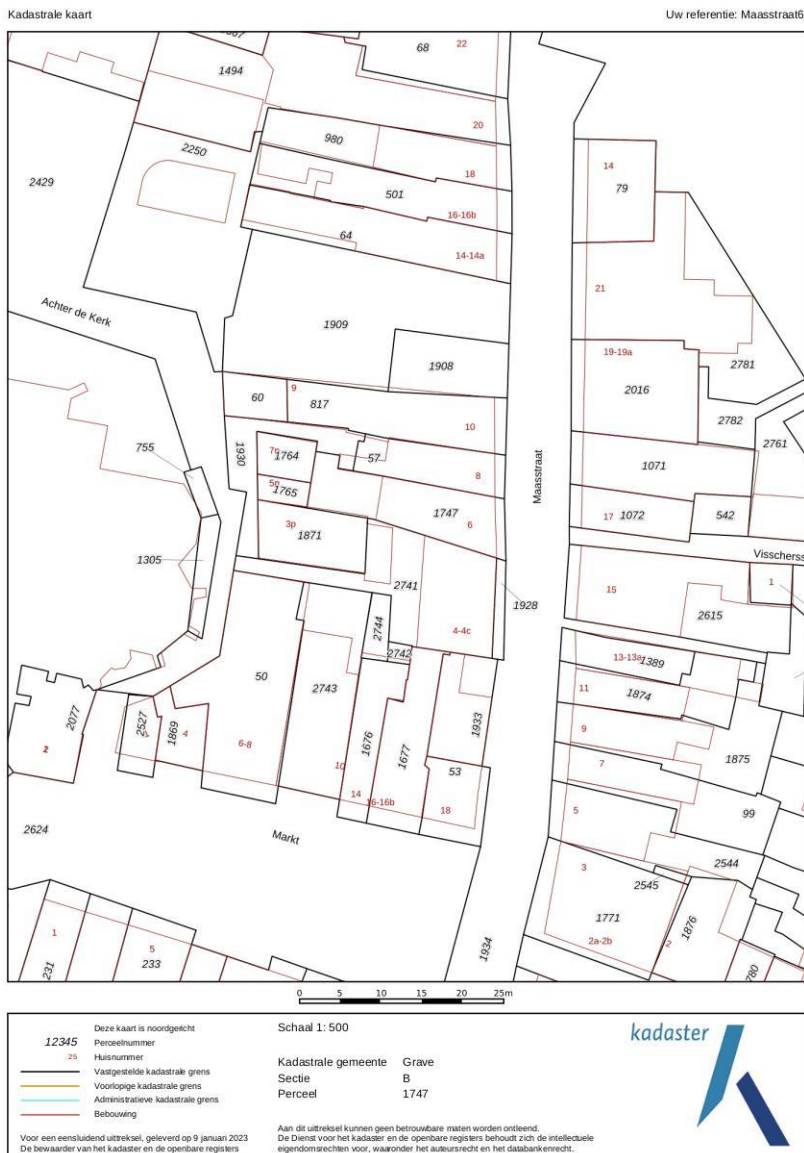 Kadastrale kaart
Uw referentie: Maasstraat6
68
22
1494
20
980
2250
18
2429
14
79
501
16-16b
64
14-14a
21
Achter de Kerk
1909
19-19a
1908
2781
9
60
817
2016
10
2782
2761
755
1930
7c
1764
57
8
Maasstraat
1071
1765
1747
6
3p
1871
17
1072
542
Visscherss
1305
2741
1
15
1928
2615
2744
4-4c
2742
13-13a
1389
50
2743
11
1874
1933
2077
2527
1869
4
6-8
1676
1677
9
1875
2
10
53
7
14
16-16b
18
5
99
2624
Markt
3
2544
2545
1771
1876
1
2a-2b
2
5
231
233
1934
780
0 5 10 15 20 25m
Deze kaart is noordgericht
12345 Perceelnummer
25 Huisnummer
Vastgestelde kadastrale grens
Voorlopige kadastrale grens
Administratieve kadastrale grens
Bebouwing
Voor een eensluidend uittreksel, geleverd op 9 januari 2023
De bewaarder van het kadaster en de openbare registers
Schaal 1: 500
Kadastrale gemeente Grave
Sectie B
Perceel 1747
Aan dit uittreksel kunnen geen betrouwbare maten worden ontleend.
De Dienst voor het kadaster en de openbare registers behoudt zich de intellectuele
eigendomsrechten voor, waaronder het auteursrecht en het databankenrecht.
kadaster